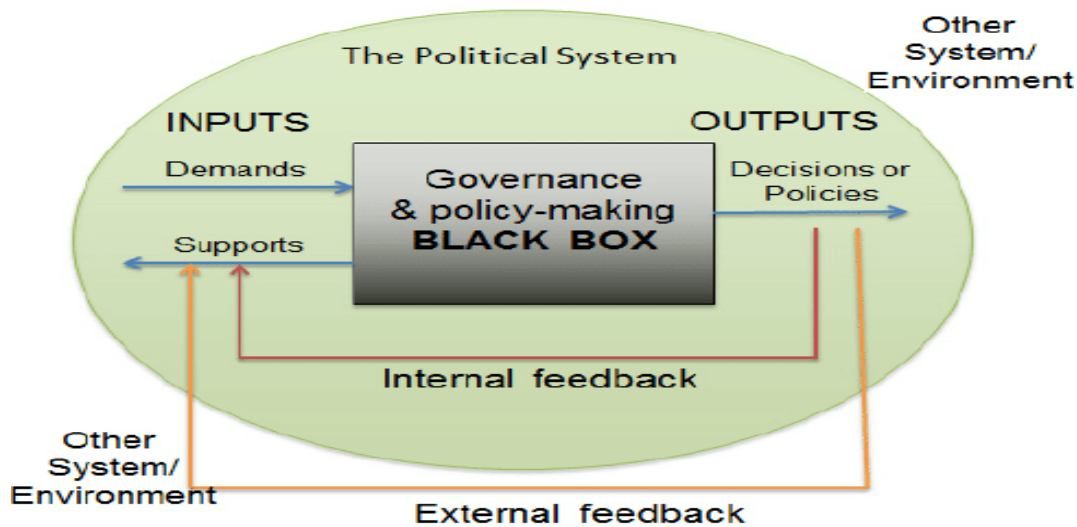 Other
System/
Environment
The Political System
INPUTS
OUTPUTS
Demands
Decisions or
Policies
Governance
& policy-making
BLACK BOX
Supports
Internal feedback
Other
System/
Environment
External feedback